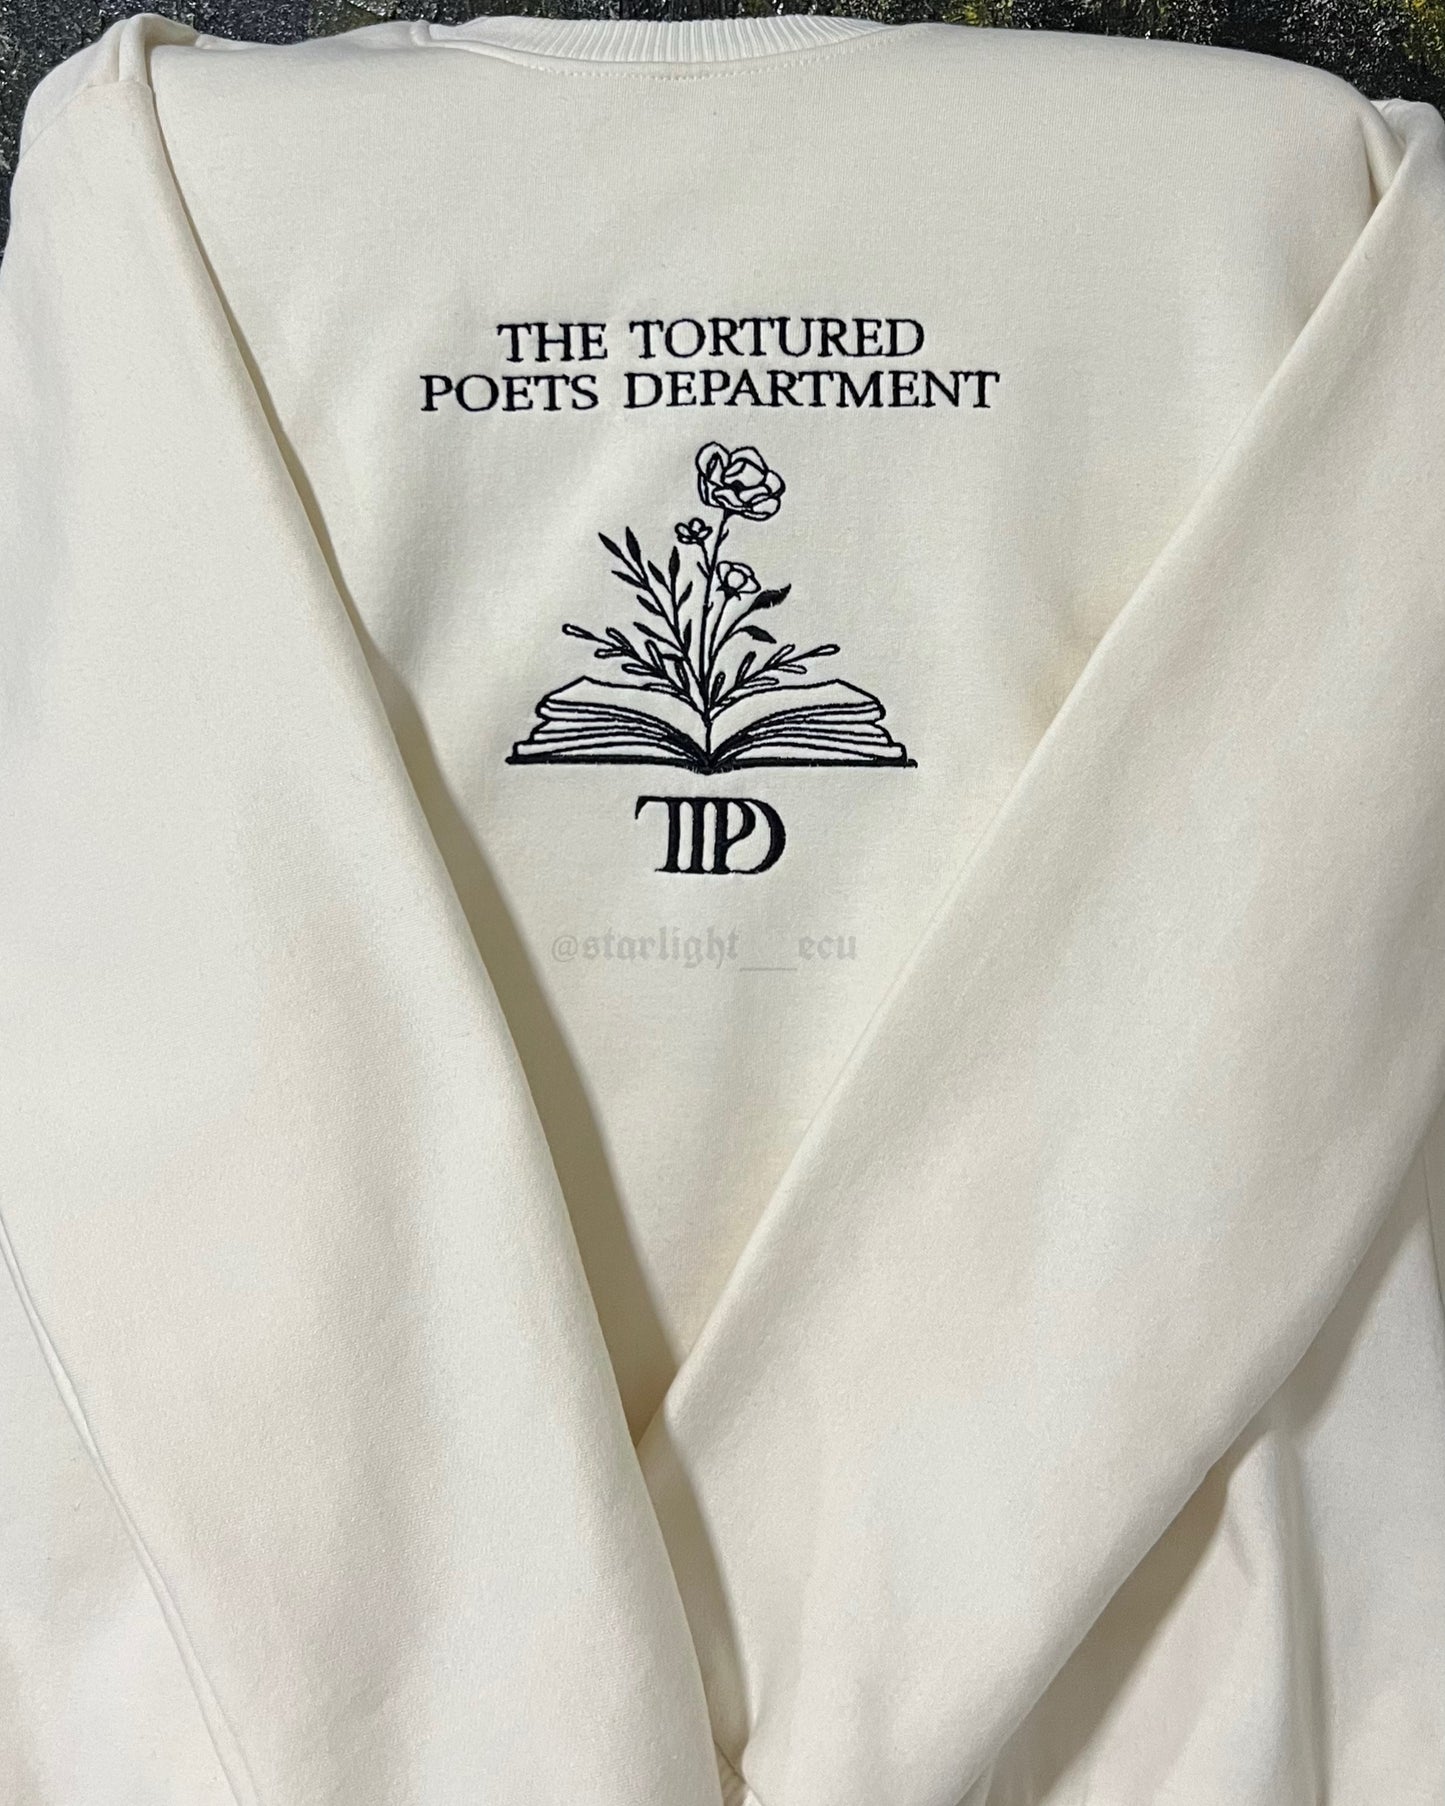 THE TORTURED
POETS DEPARTMENT
TTPD
@starlight__ecu